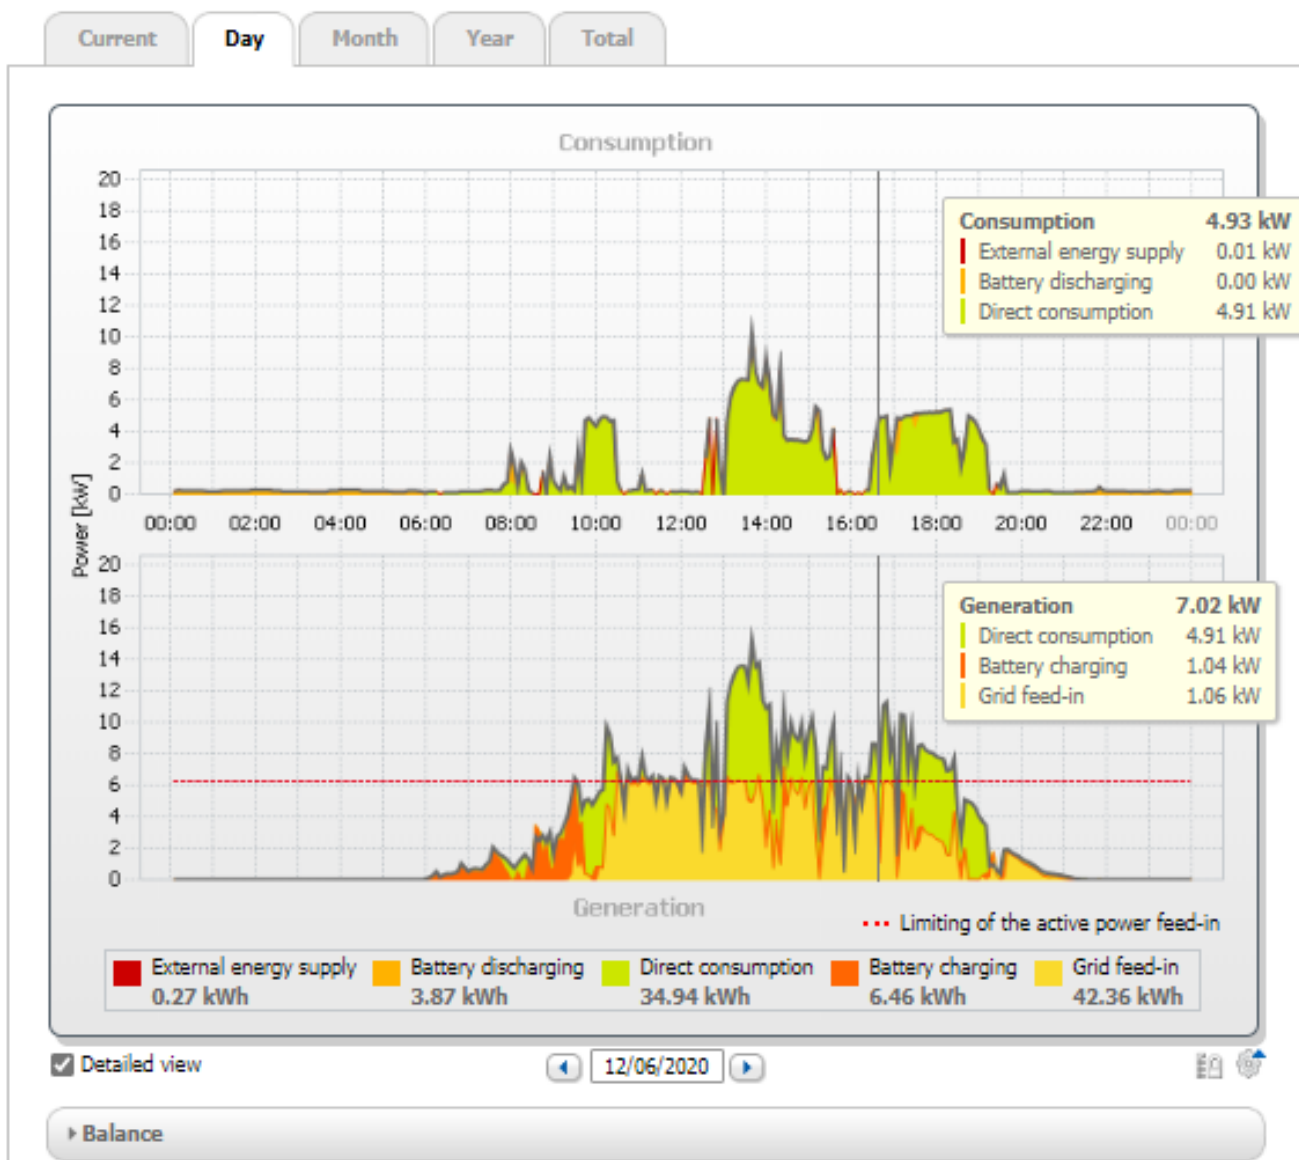 Current Day Month Year Total
Consumption
20
18
16
14
12
10
8
6
4
2
0
Consumption 4.93 kW
External energy supply 0.01 kW
Battery discharging 0.00 kW
Direct consumption 4.91 kW
00:00 02:00 04:00 06:00 08:00 10:00 12:00 14:00 16:00 18:00 20:00 22:00 00:00
Power [kW]
20
18
16
14
12
10
8
6
4
2
0
Generation 7.02 kW
Direct consumption 4.91 kW
Battery charging 1.04 kW
Grid feed-in 1.06 kW
Generation
Limiting of the active power feed-in
External energy supply Battery discharging Direct consumption Battery charging Grid feed-in
0.27 kWh 3.87 kWh 34.94 kWh 6.46 kWh 42.36 kWh
Detailed view 12/06/2020
Balance